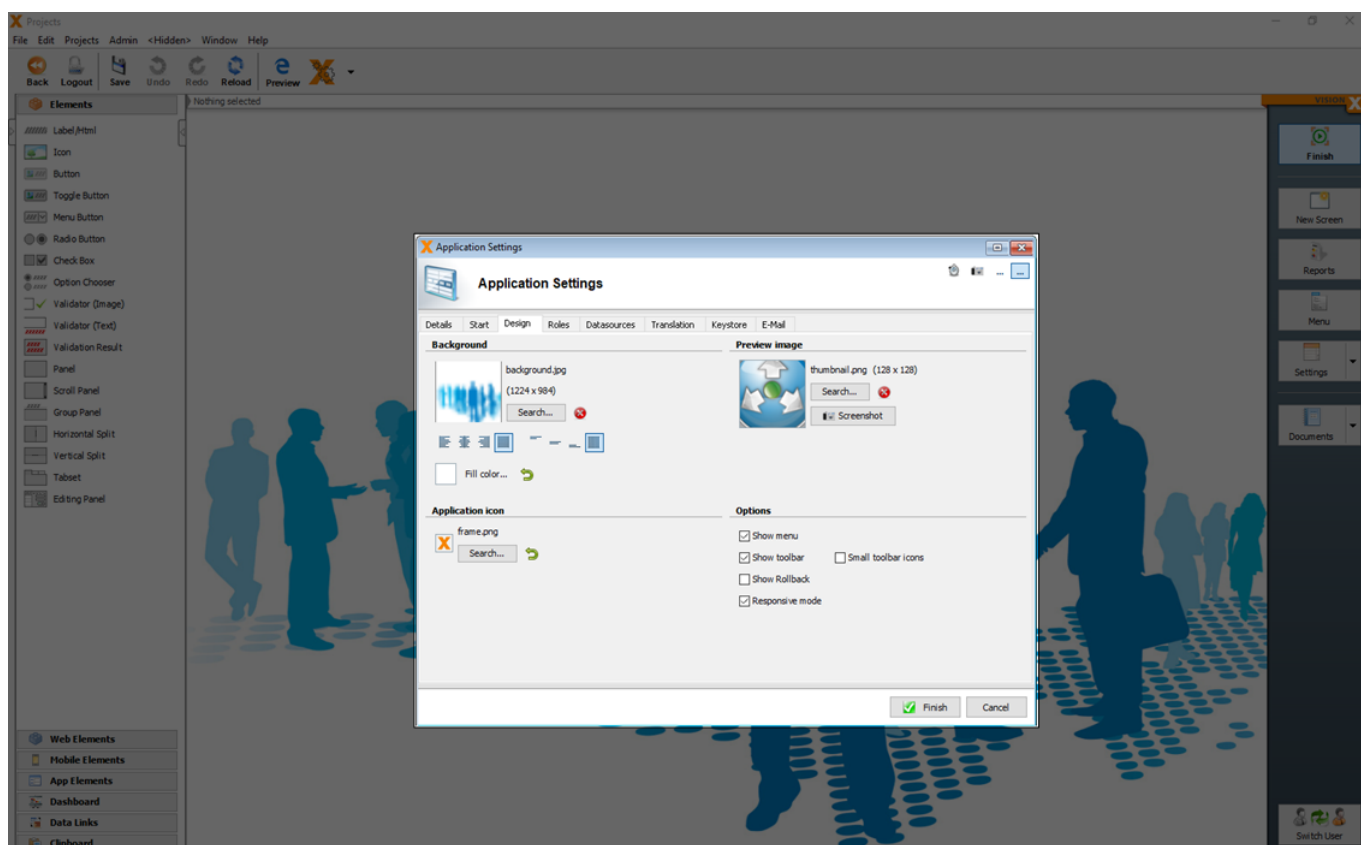 Projects
File Edit Projects Admin <Hidden> Window Help
Back Logout Save Undo Redo Reload Preview
Elements
Nothing selected
VISION X
Label/Html
Icon
Button
Toggle Button
Menu Button
Radio Button
Check Box
Option Chooser
Validator (Image)
Validator (Text)
Validation Result
Panel
Scroll Panel
Group Panel
Horizontal Split
Vertical Split
Tabset
Editing Panel
Web Elements
Mobile Elements
App Elements
Dashboard
Data Links
Clipboard
Application Settings
Application Settings
Details Start Design Roles Datasources Translation Keystore E-Mail
Background
background.jpg
(1224 x 984)
Search...
Fill color...
Preview image
thumbnail.png (128 x 128)
Search...
Screenshot
Application icon
frame.png
Search...
Options
Show menu
Show toolbar Small toolbar icons
Show Rollback
Responsive mode
Finish Cancel
Finish
New Screen
Reports
Menu
Settings
Documents
Switch User